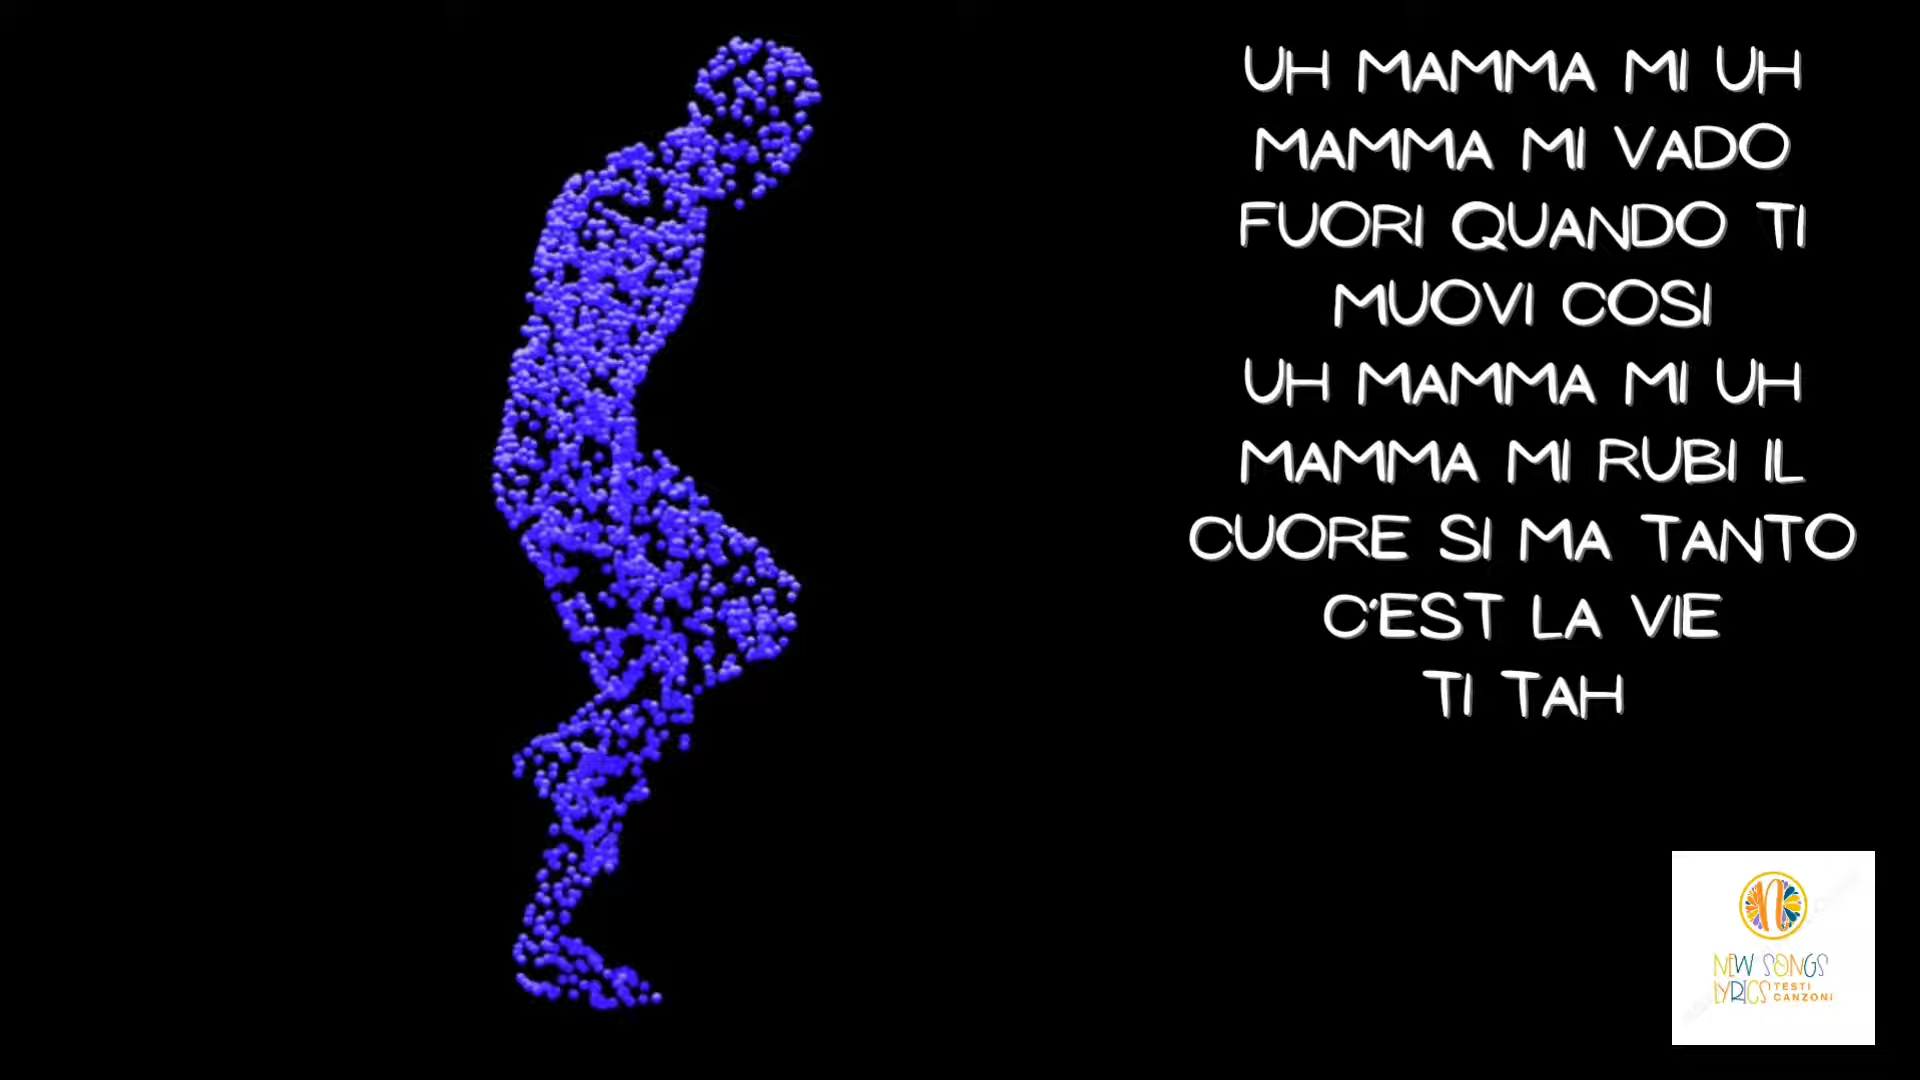 UH MAMMA MI UH
MAMMA MI VADO
FUORI QUANDO TI
MUOVI COSI
UH MAMMA MI UH
MAMMA MI RUBI IL
CUORE SI MA TANTO
C'EST LA VIE
TI TAH
n
NEW SONGS
LYRICS TESTI
CANZONI